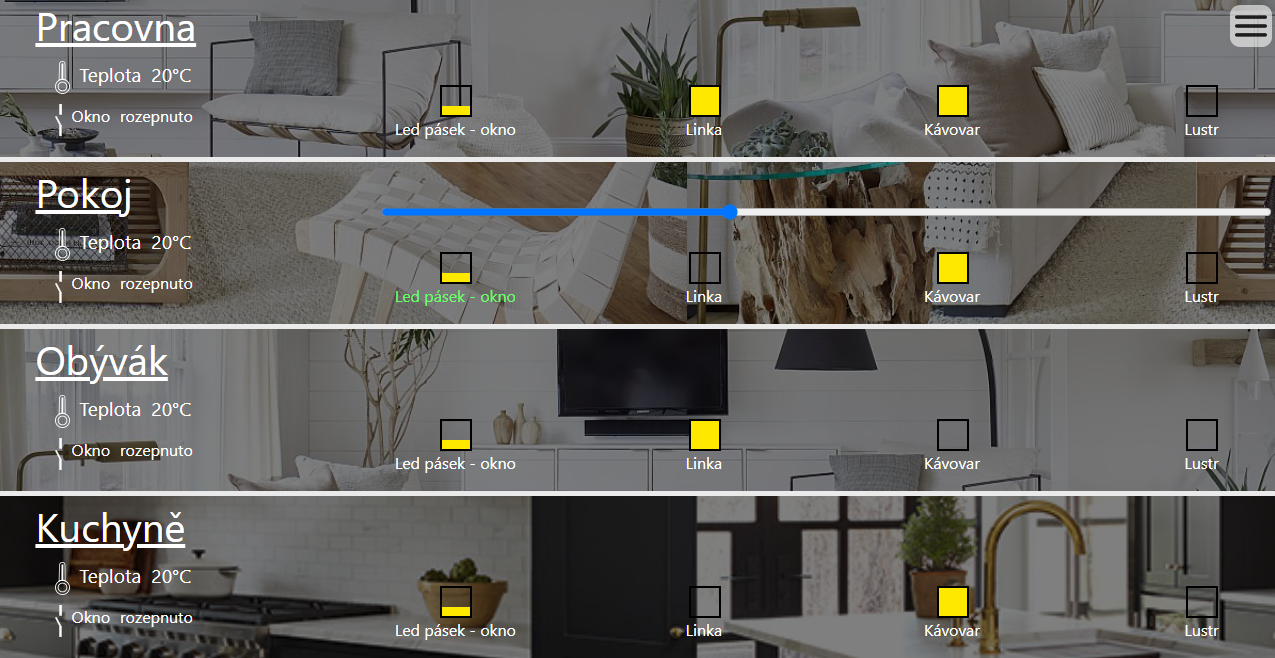 Pracovna
Teplota 20°C
Okno rozepnuto
Led pásek - okno
Linka
Kávovar
Lustr
Pokoj
Teplota 20°C
Okno rozepnuto
Led pásek - okno
Linka
Kávovar
Lustr
Obývák
Teplota 20°C
Okno rozepnuto
Led pásek - okno
Linka
Kávovar
Lustr
Kuchyně
Teplota 20°C
Okno rozepnuto
Led pásek - okno
Linka
Kávovar
Lustr